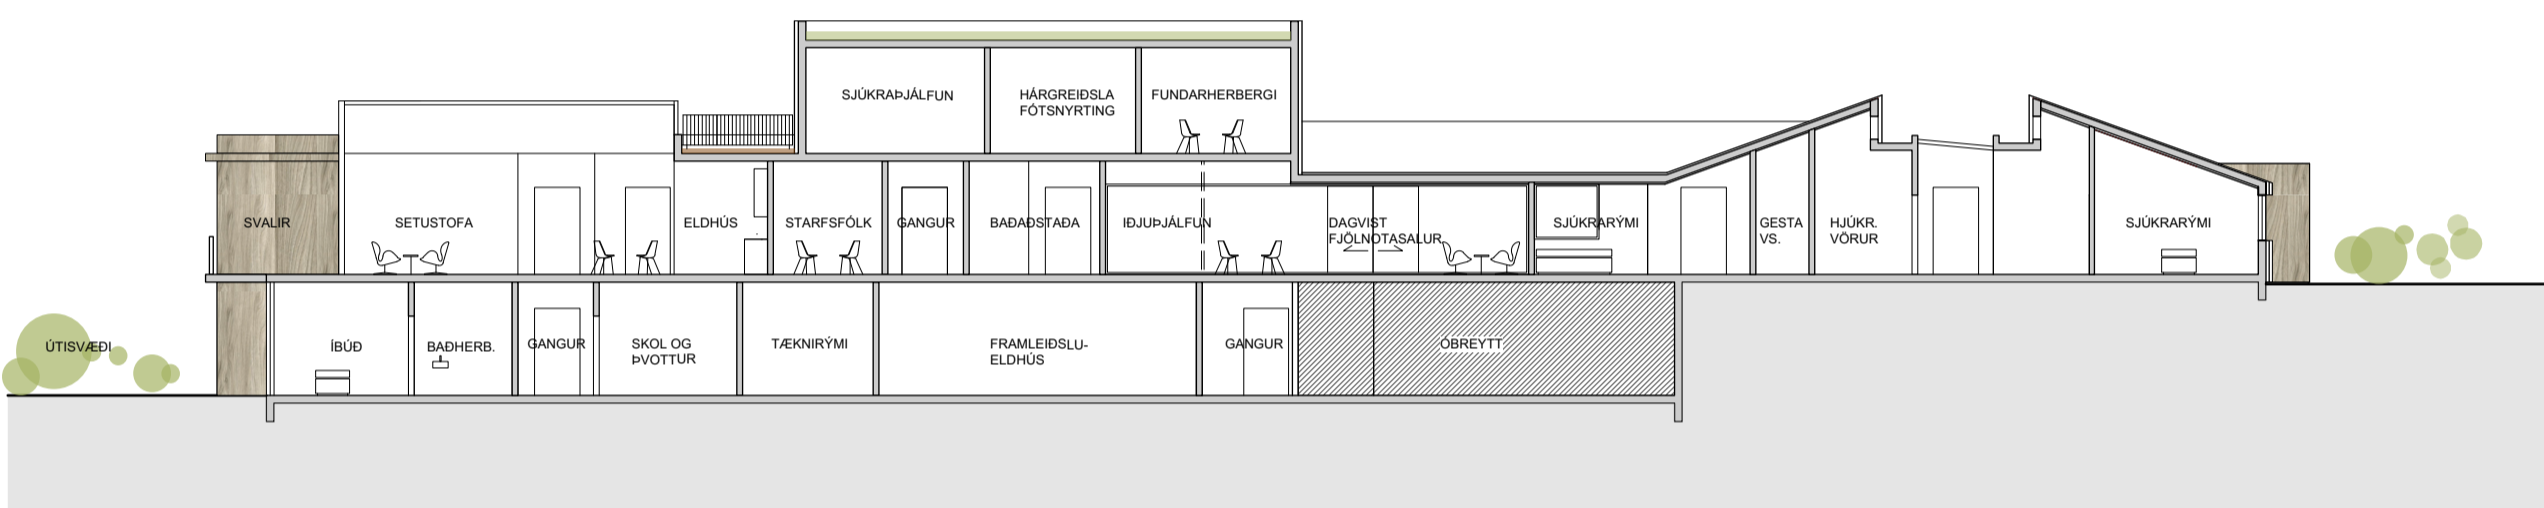 SJÚKRAÞJÁLFUN
HÁRGREIÐSLA
FÓTSNYRTING
FUNDARHERBERGI
SVALIR
SETUSTOFA
ELDHÚS
STARFSFÓLK
GANGUR
BAÐAÐSTAÐA
IÐJUÞJÁLFUN
DAGVIST
FJÖLNOTASALUR
SJÚKRARÝMI
GESTA
VS.
HJÚKR.
VÖRUR
SJÚKRARÝMI
ÚTISVÆÐI
ÍBÚÐ
BAÐHERB.
GANGUR
SKOL OG
ÞVOTTUR
TÆKNIRÝMI
FRAMLEIÐSLU-
ELDHÚS
GANGUR
ÓBREYTT